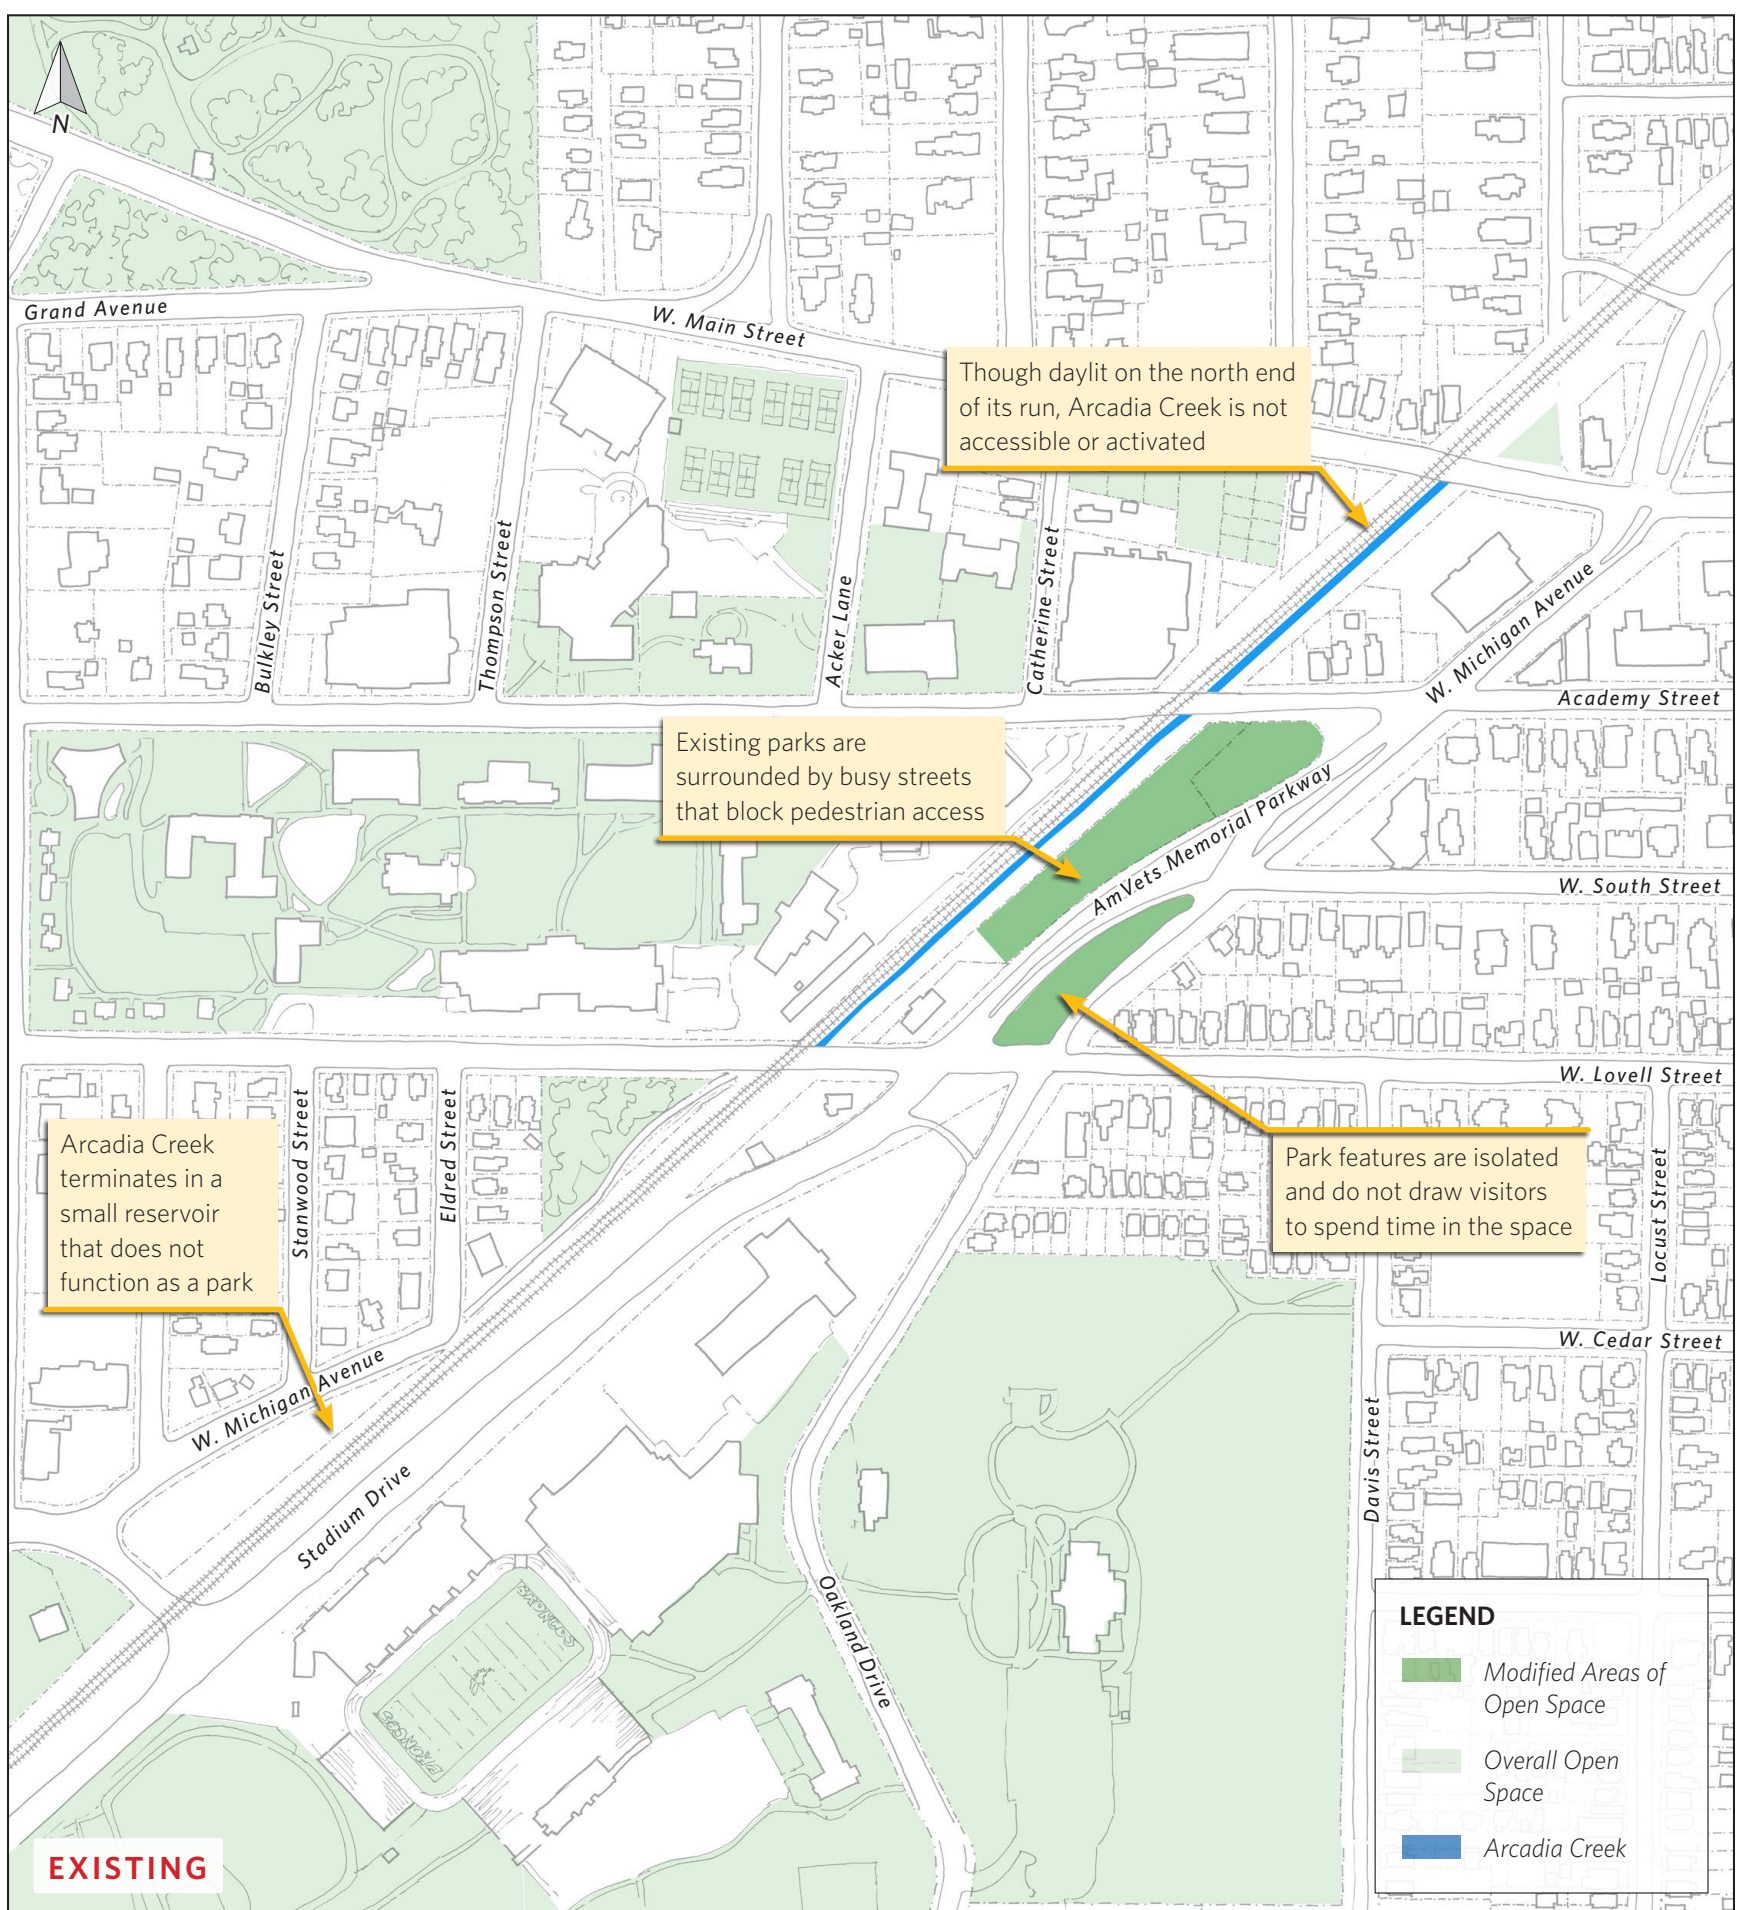 N
Grand Avenue
W. Main Street
Though daylit on the north end
of its run, Arcadia Creek is not
accessible or activated
Bulkley Street
Thompson Street
Acker Lane
Catherine Street
W. Michigan Avenue
Academy Street
Existing parks are
surrounded by busy streets
that block pedestrian access
AmVets Memorial Parkway
W. South Street
W. Lovell Street
Arcadia Creek
terminates in a
small reservoir
that does not
function as a park
Stanwood Street
Eldred Street
Park features are isolated
and do not draw visitors
to spend time in the space
Locust Street
W. Cedar Street
W. Michigan Avenue
Stadium Drive
Davis Street
Oakland Drive
BRONCOS
BRONCOS
LEGEND
Modified Areas of
Open Space
Overall Open
Space
Arcadia Creek
EXISTING